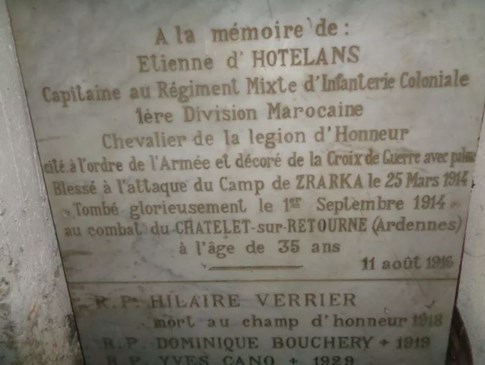 A la mémoire de :
Etienne d' HOTELANS
Capitaine au Régiment Mixte d'Infanterie Coloniale
1ère Division Marocaine
Chevalier de la legion d'Honneur
cité à l'ordre de l'Armée et décoré de la Croix de Guerre avec palme
Blessé à l'attaque du Camp de ZRARKA le 25 Mars 1914
Tombé glorieusement le 1er Septembre 1914
au combat du CHATELET-sur-RETOURNE (Ardennes)
à l'âge de 35 ans
11 août 1916
R.P. HILAIRE VERRIER
mort au champ d'honneur 1918
R.P. DOMINIQUE BOUCHERY + 1919
R.P. YVES CANO + 1929